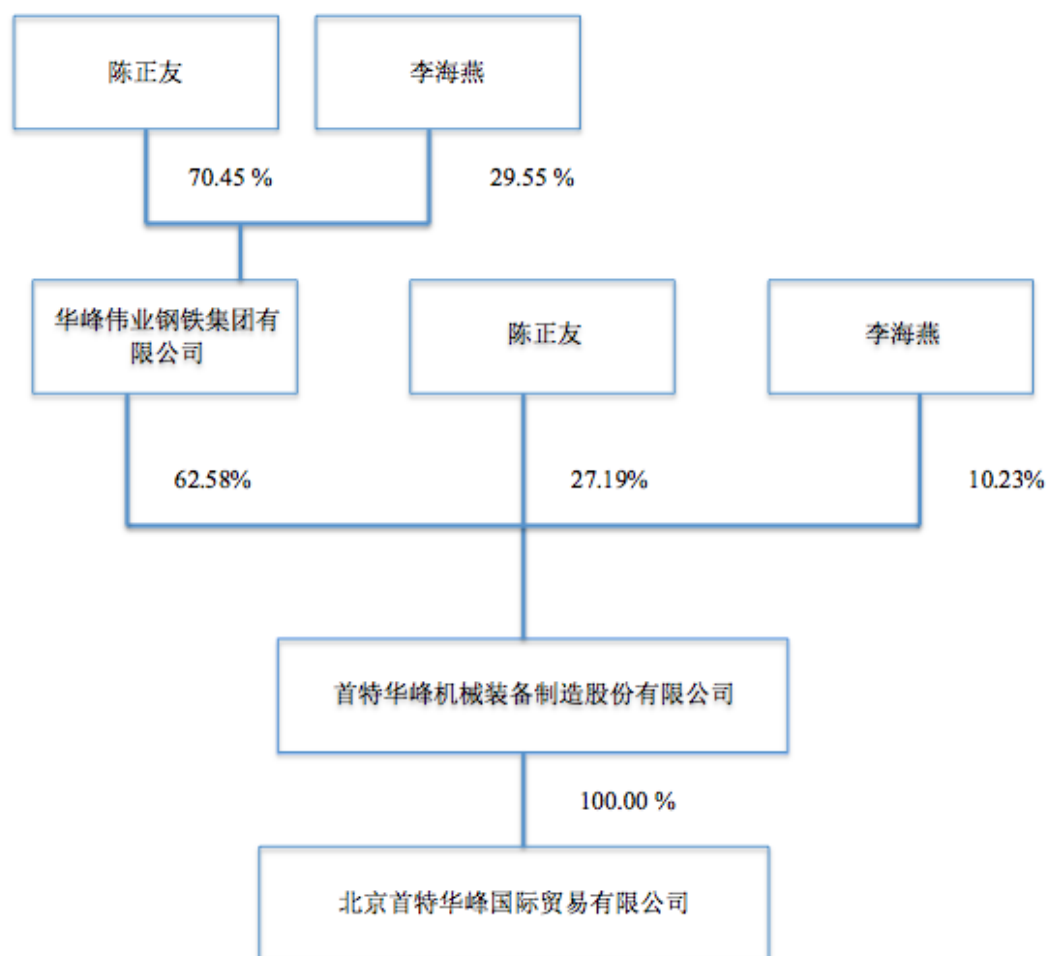 陈正友
李海燕
70.45 %
29.55 %
华峰伟业钢铁集团有
限公司
陈正友
李海燕
62.58%
27.19%
10.23%
首特华峰机械装备制造股份有限公司
100.00 %
北京首特华峰国际贸易有限公司